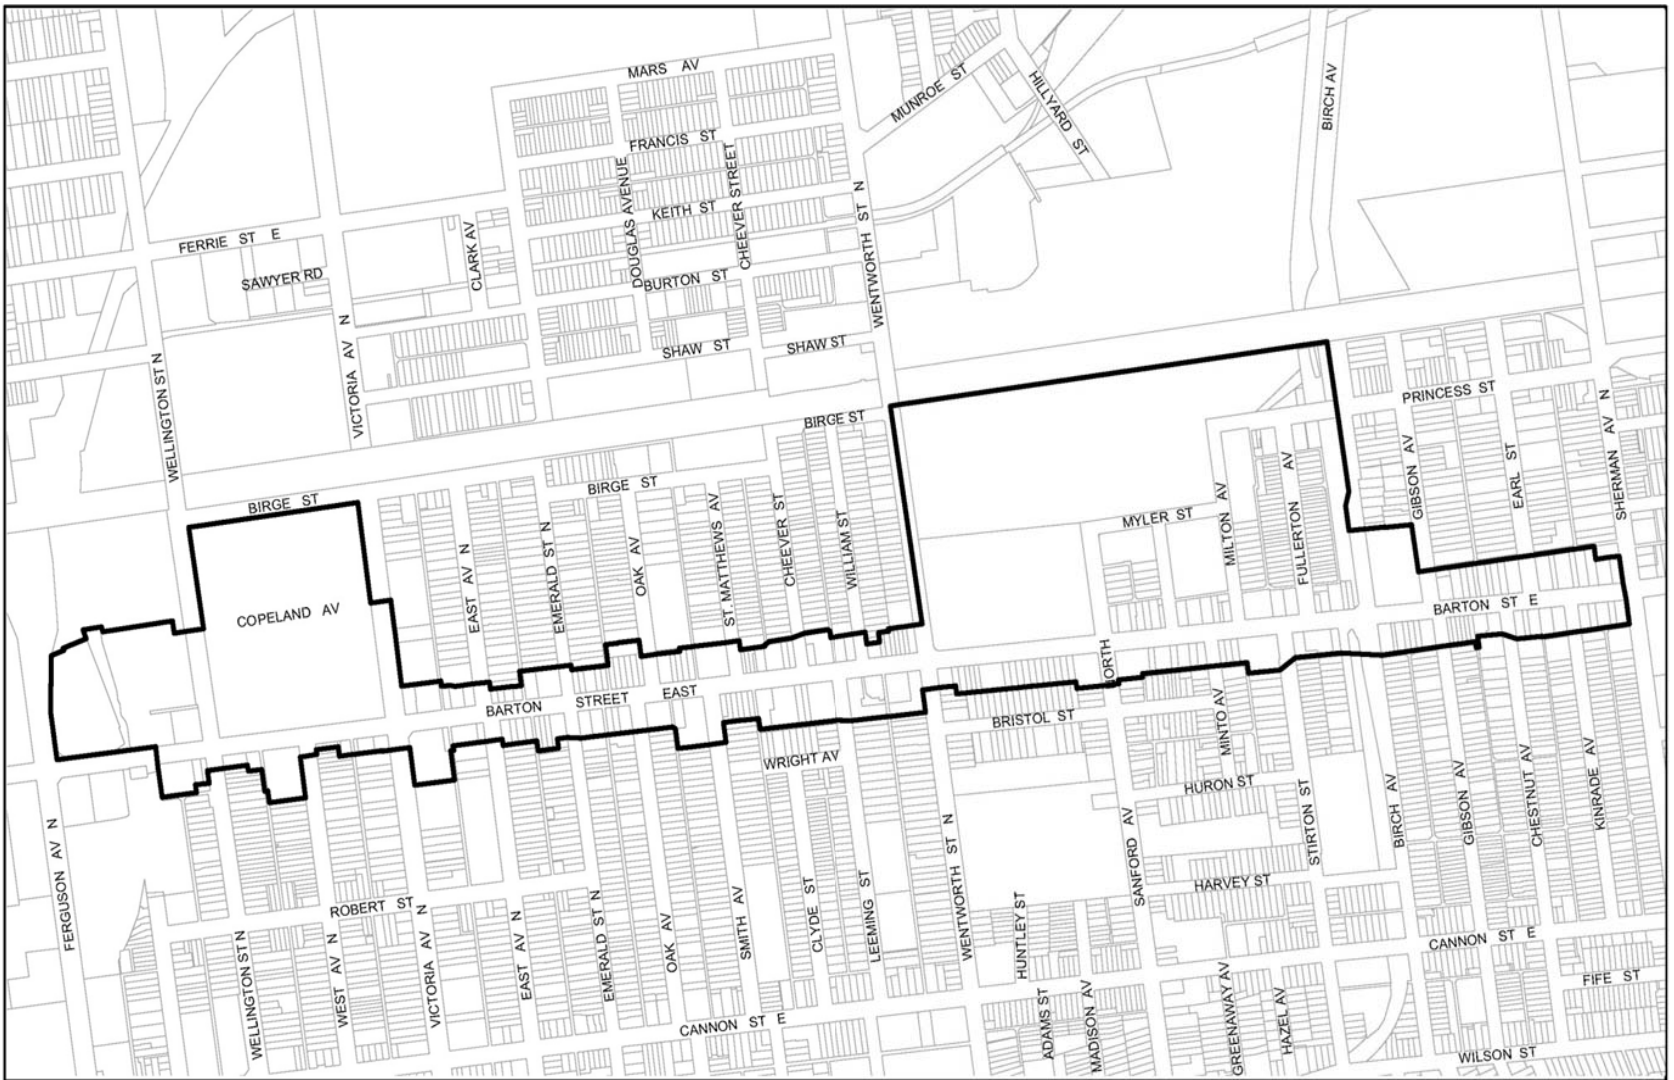 MARS AV
MUNROE ST
HILLYARD ST
BIRCH AV
FRANCIS ST
DOUGLAS AVENUE
CHEEVER STREET
KEITH ST
WENTWORTH ST N
FERRIE ST E
CLARK AV
SAWYER RD
BURTON ST
SHAW ST
SHAW ST
VICTORIA AV N
WELLINGTON ST N
PRINCESS ST
SHERMAN AV N
BIRGE ST
GIBSON AV
EARL ST
FULLERTON AV
BIRGE ST
BIRGE ST
MYLER ST
MILTON AV
EAST AV N
EMERALD ST N
OAK AV
ST. MATTHEWS AV
CHEEVER ST
WILLIAM ST
COPELAND AV
BARTON ST E
ORTH
BARTON STREET EAST
BRISTOL ST
MINTO AV
WRIGHT AV
HURON ST
STIRTON ST
BIRCH AV
GIBSON AV
CHESTNUT AV
KINRADE AV
FERGUSON AV N
SANFORD AV
HARVEY ST
ROBERT ST
WELLINGTON ST N
WEST AV N
VICTORIA AV N
EAST AV N
EMERALD ST N
OAK AV
SMITH AV
CLYDE ST
LEEMING ST
WENTWORTH ST N
HUNTLEY ST
CANNON ST E
FIFE ST
CANNON ST E
ADAMS ST
MADISON AV
GREENAWAY AV
HAZEL AV
WILSON ST